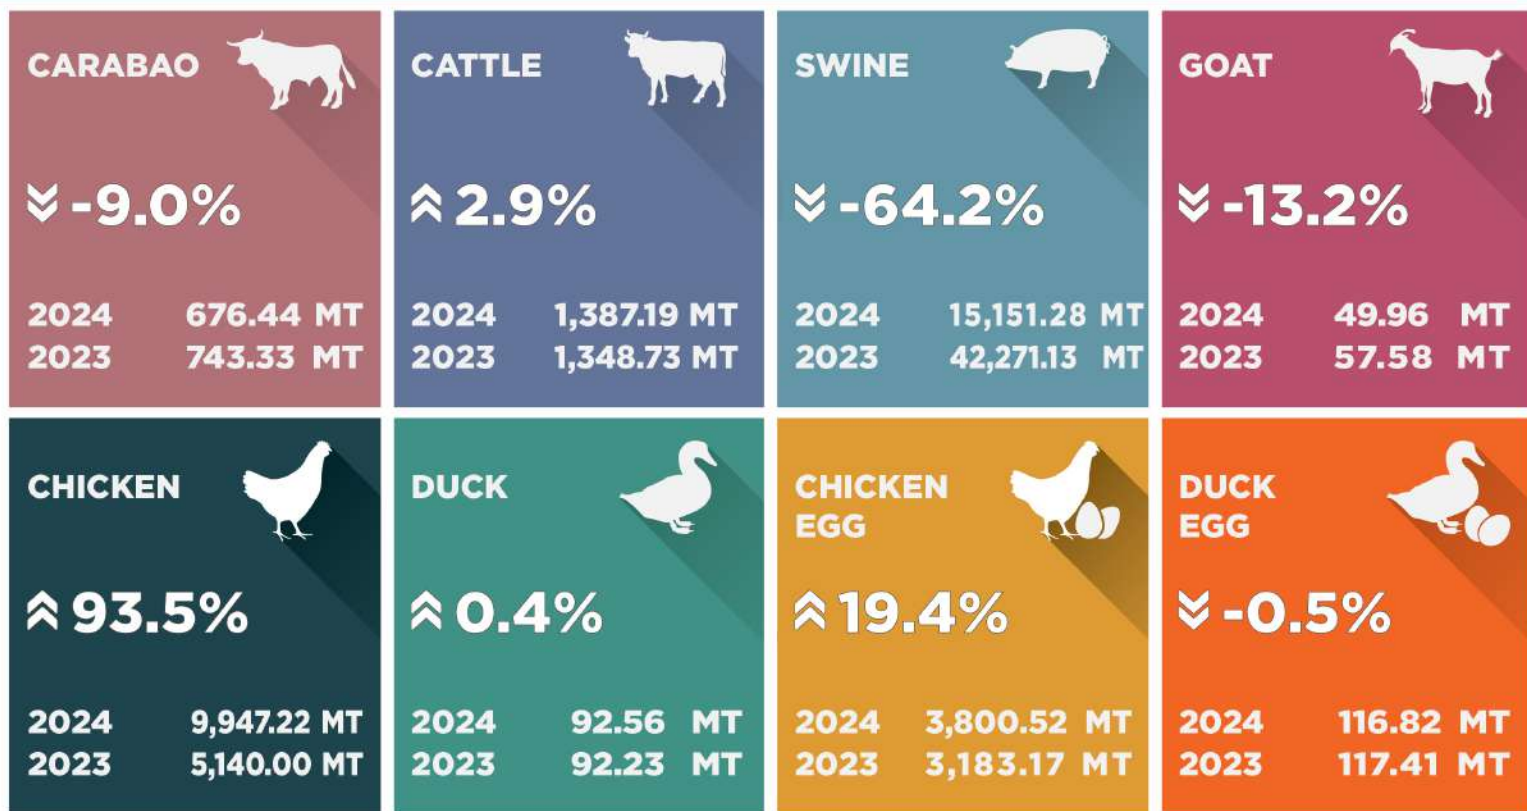 CARABAO
-9.0%
2024 676.44 MT
2023 743.33 MT
CATTLE
2.9%
2024 1,387.19 MT
2023 1,348.73 MT
SWINE
-64.2%
2024 15,151.28 MT
2023 42,271.13 MT
GOAT
-13.2%
2024 49.96 MT
2023 57.58 MT
CHICKEN
93.5%
2024 9,947.22 MT
2023 5,140.00 MT
DUCK
0.4%
2024 92.56 MT
2023 92.23 MT
CHICKEN
EGG
19.4%
2024 3,800.52 MT
2023 3,183.17 MT
DUCK
EGG
-0.5%
2024 116.82 MT
2023 117.41 MT